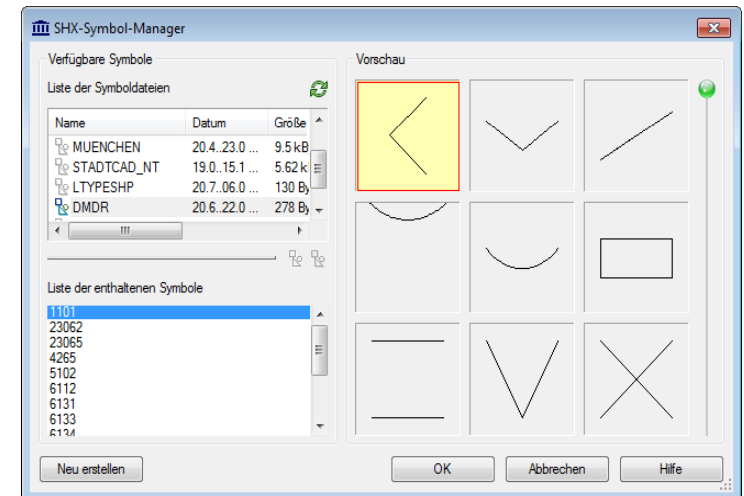 SHX-Symbol-Manager
Verfügbare Symbole
Liste der Symboldateien
Name Datum Größe
MUENCHEN 20.4..23.0 ... 9.5 kB
STADTCAD_NT 19.0..15.1 ... 5.62 k
LTYPESHP 20.7..06.0 ... 130 By
DMDR 20.6..22.0 ... 278 By
Liste der enthaltenen Symbole
1101
23062
23065
4265
5102
6112
6131
6133
6134
Vorschau
Neu erstellen
OK
Abbrechen
Hilfe